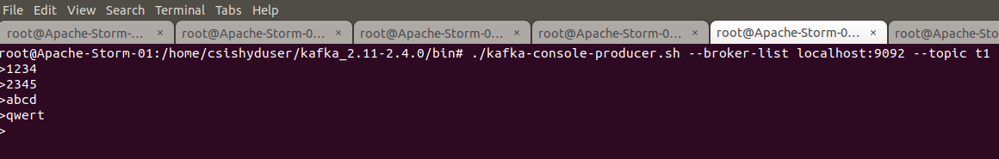 File Edit View Search Terminal Tabs Help
root@Apache-Storm-... × root@Apache-Storm-0... × root@Apache-Storm-0... × root@Apache-Storm-0... × root@Apache-Storm-0... × root@Apache-Sto
root@Apache-Storm-01:/home/csishyduser/kafka_2.11-2.4.0/bin# ./kafka-console-producer.sh --broker-list localhost:9092 --topic t1
>1234
>2345
>abcd
>qwert
>